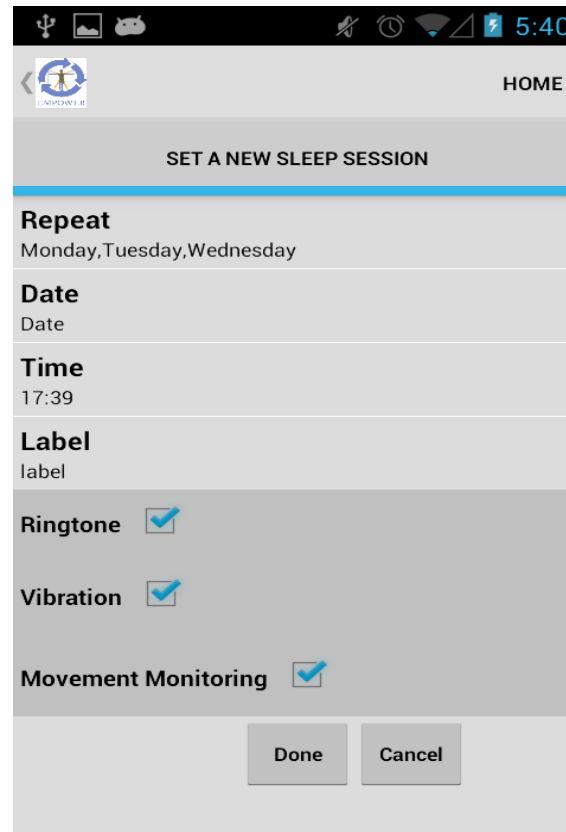 5:40
EMPOWER
HOME
SET A NEW SLEEP SESSION
Repeat
Monday,Tuesday,Wednesday
Date
Date
Time
17:39
Label
label
Ringtone
Vibration
Movement Monitoring
Done Cancel